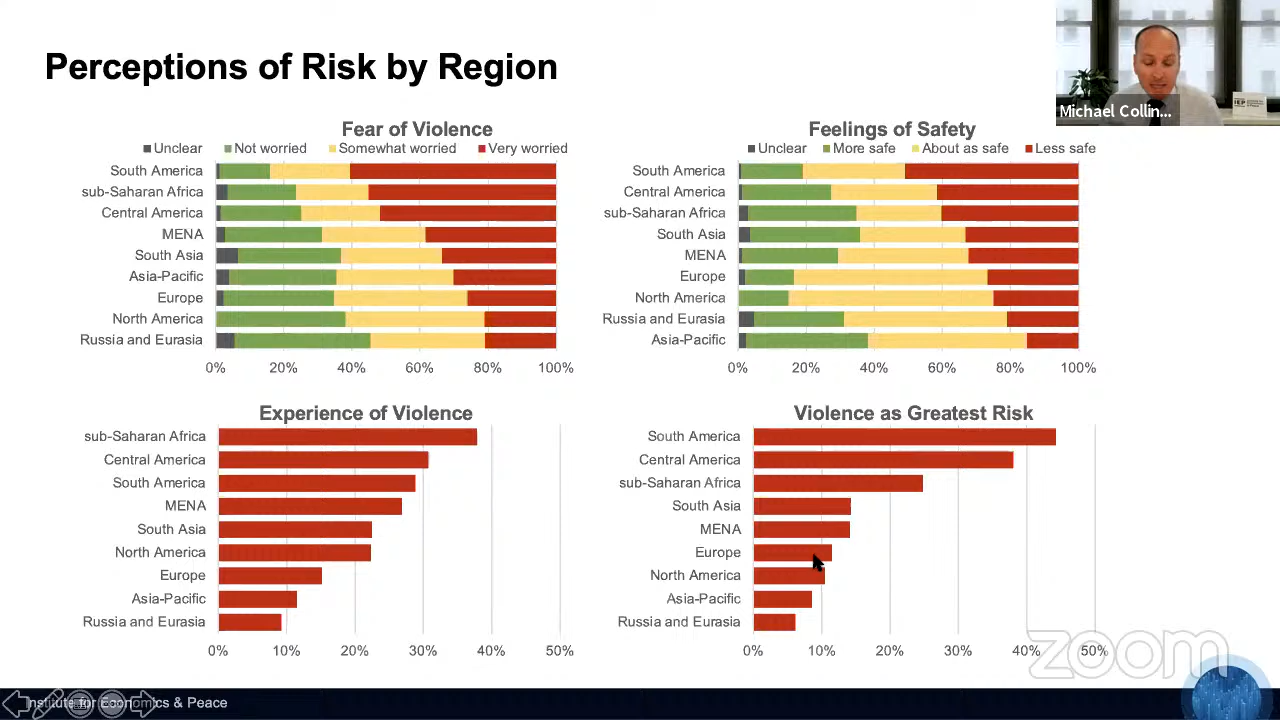 Perceptions of Risk by Region
Michael Collin...
IEP
Fear of Violence
Unclear Not worried Somewhat worried Very worried
South America
sub-Saharan Africa
Central America
MENA
South Asia
Asia-Pacific
Europe
North America
Russia and Eurasia
0% 20% 40% 60% 80% 100%
Feelings of Safety
Unclear More safe About as safe Less safe
South America
Central America
sub-Saharan Africa
South Asia
MENA
Europe
North America
Russia and Eurasia
Asia-Pacific
0% 20% 40% 60% 80% 100%
Experience of Violence
sub-Saharan Africa
Central America
South America
MENA
South Asia
North America
Europe
Asia-Pacific
Russia and Eurasia
0% 10% 20% 30% 40% 50%
Violence as Greatest Risk
South America
Central America
sub-Saharan Africa
South Asia
MENA
Europe
North America
Asia-Pacific
Russia and Eurasia
0% 10% 20% 30% 40% 50%
zoom
Institute for Economics & Peace